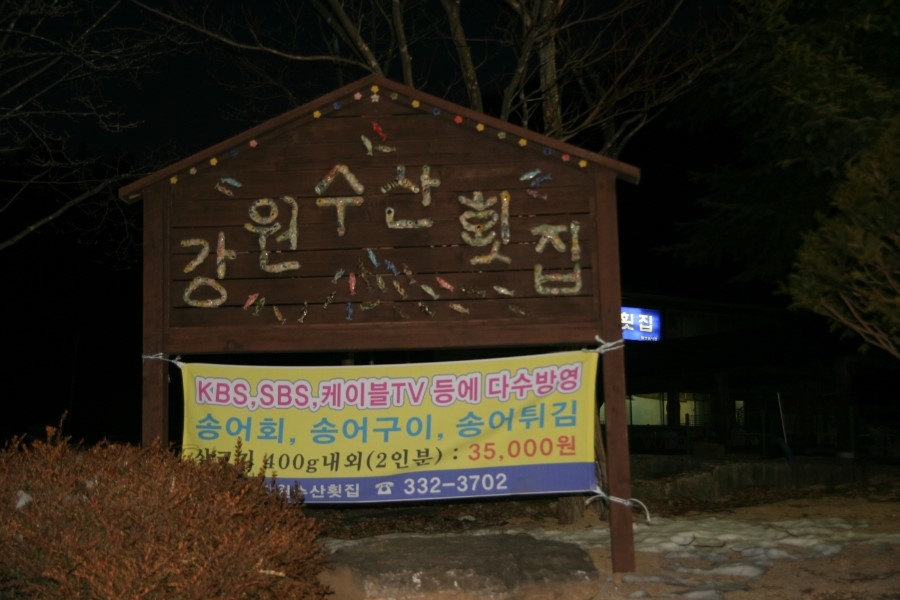 강원수산횟집
횟집
KBS,SBS,케이블TV 등에 다수방영
송어회, 송어구이, 송어튀김
400g내외(2인분) : 35,000원
수산횟집 ☎ 332-3702